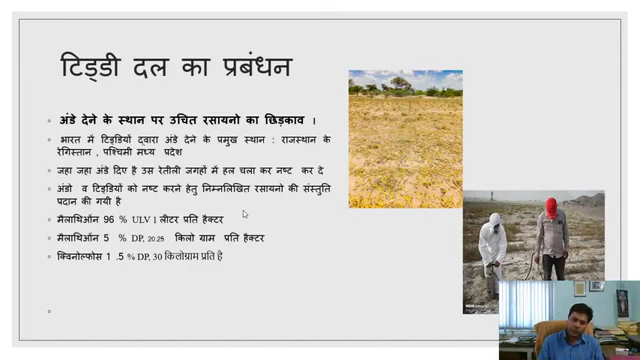 टिड्डी दल का प्रबंधन
अंडे देने के स्थान पर उचित रसायनो का छिड़काव ।
भारत में टिड्डियों द्वारा अंडे देने के प्रमुख स्थान : राजस्थान के
रेगिस्तान , पश्चिमी मध्य प्रदेश
जहा जहा अंडे दिए है उस रेतीली जगहों में हल चला कर नष्ट कर दे
अंडो व टिड्डियों को नष्ट करने हेतु निम्नलिखित रसायनो की संस्तुति
प्रदान की गयी है
मैलाथिऑन 96 % ULV 1 लीटर प्रति हैक्टर
मैलाथिऑन 5 % DP, 20.25 किलो ग्राम प्रति हैक्टर
क्विनोल्फोस 1 .5 % DP, 30 किलोग्राम प्रति है